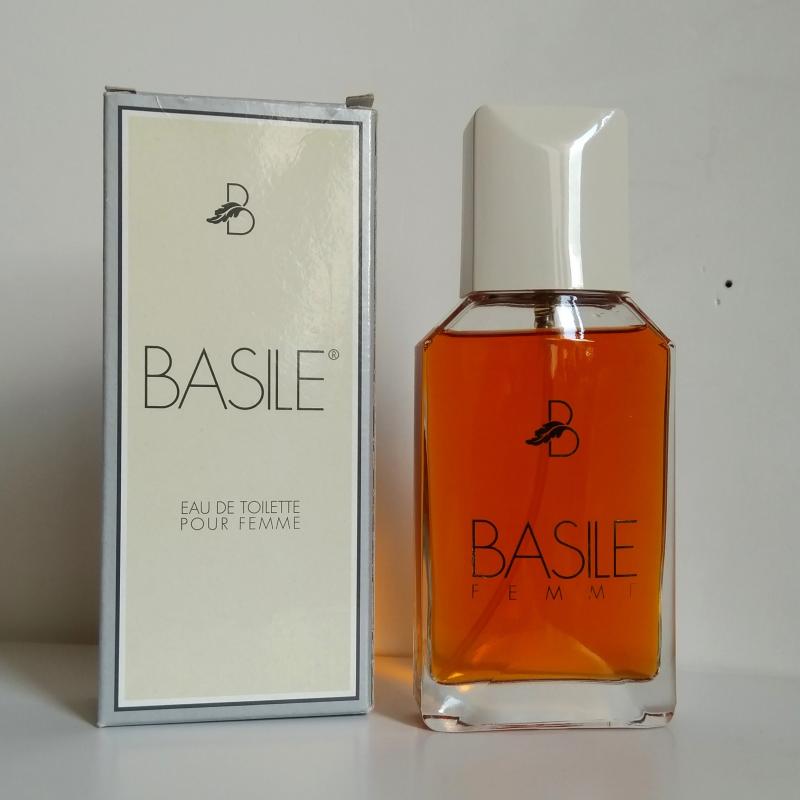 B
BASILE®
EAU DE TOILETTE
POUR FEMME
B
BASILE
FEMME